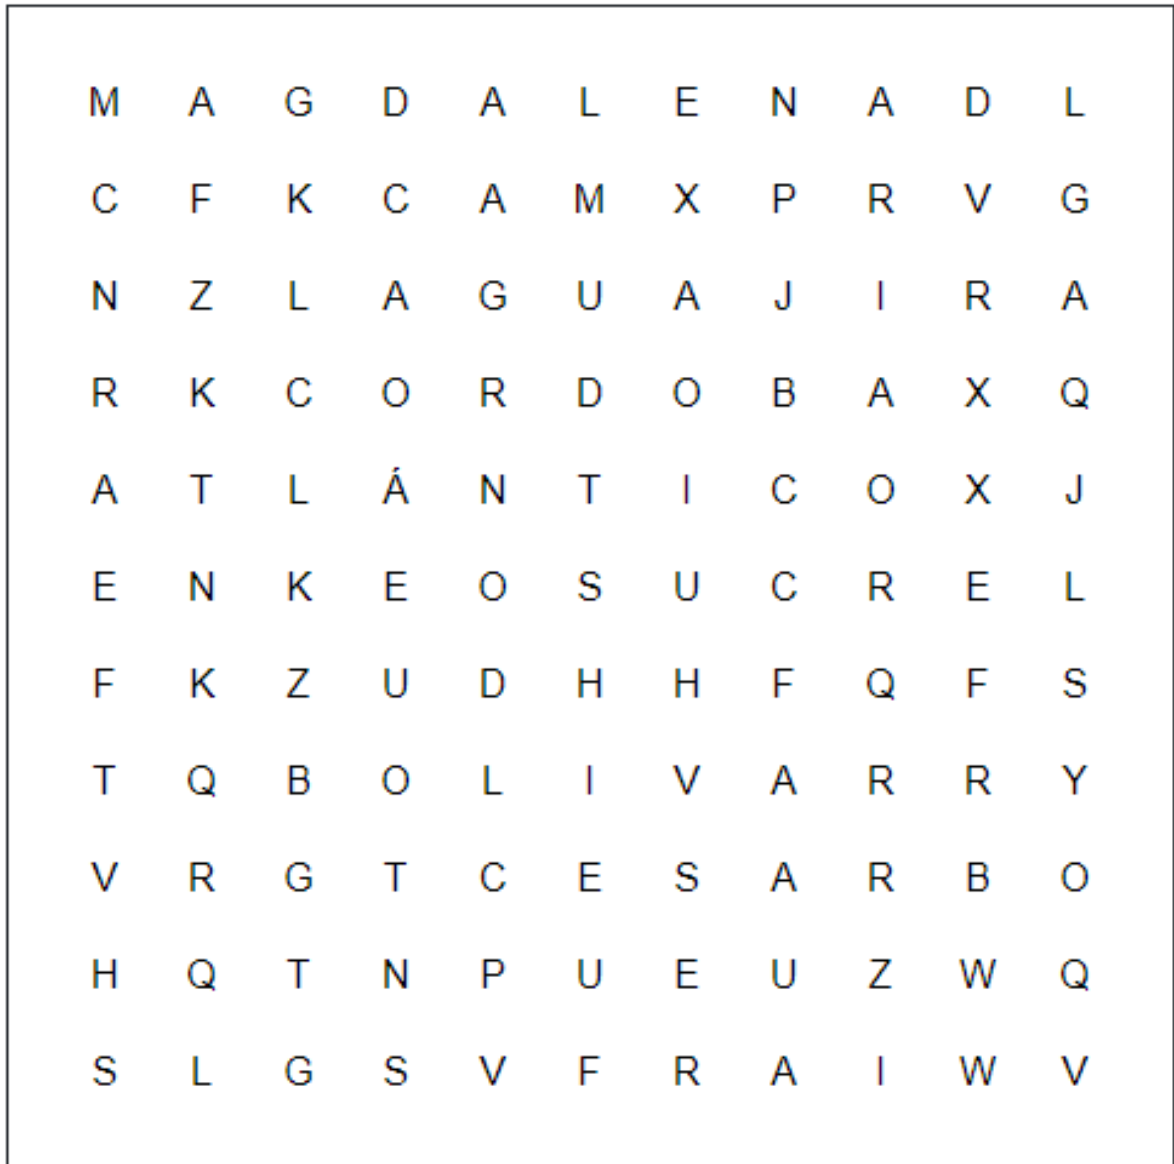 M A G D A L E N A D L
C F K C A M X P R V G
N Z L A G U A J I R A
R K C O R D O B A X Q
A T L Á N T I C O X J
E N K E O S U C R E L
F K Z U D H H F Q F S
T Q B O L I V A R R Y
V R G T C E S A R B O
H Q T N P U E U Z W Q
S L G S V F R A I W V